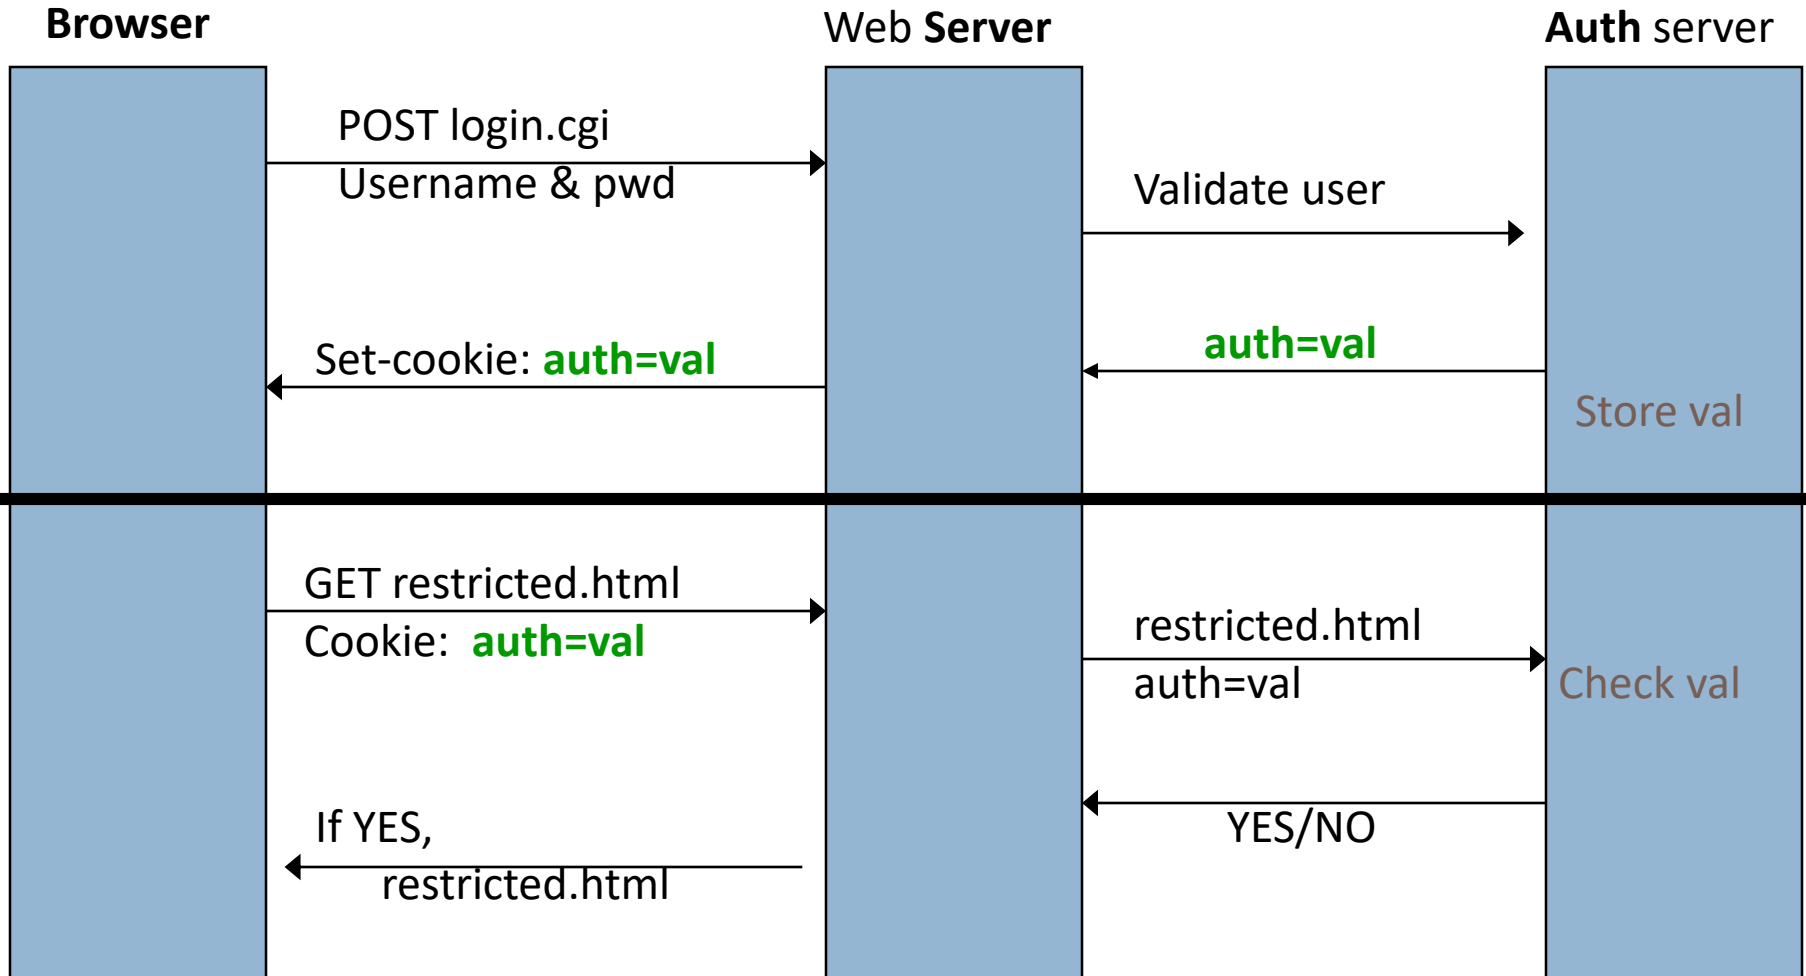 Browser
Web Server
Auth server
POST login.cgi
Username & pwd
Validate user
auth=val
Set-cookie: auth=val
Store val
GET restricted.html
Cookie: auth=val
restricted.html
auth=val
Check val
YES/NO
If YES,
restricted.html